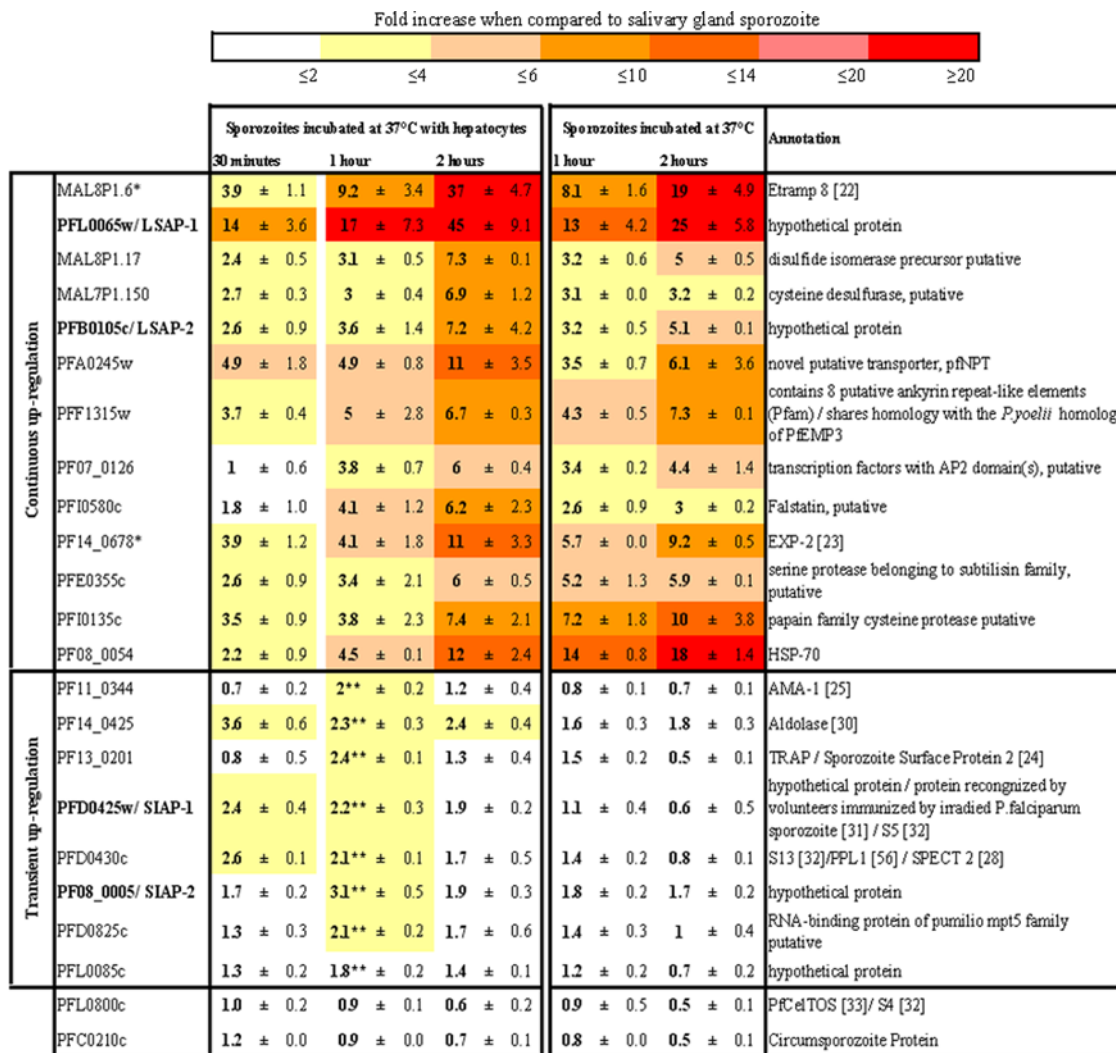 Fold increase when compared to salivary gland sporozoite
≤2 ≤4 ≤6 ≤10 ≤14 ≤20 ≥20
Sporozoites incubated at 37°C with hepatocytes Sporozoites incubated at 37°C Annotation
30 minutes 1 hour 2 hours 1 hour 2 hours
Continuous up-regulation
MAL8P1.6* 3.9 ± 1.1 9.2 ± 3.4 37 ± 4.7 8.1 ± 1.6 19 ± 4.9 Etramp 8 [22]
PFL0065w/ LSAP-1 14 ± 3.6 17 ± 7.3 45 ± 9.1 13 ± 4.2 25 ± 5.8 hypothetical protein
MAL8P1.17 2.4 ± 0.5 3.1 ± 0.5 7.3 ± 0.1 3.2 ± 0.6 5 ± 0.5 disulfide isomerase precursor putative
MAL7P1.150 2.7 ± 0.3 3 ± 0.4 6.9 ± 1.2 3.1 ± 0.0 3.2 ± 0.2 cysteine desulfurase, putative
PFB0105c/ LSAP-2 2.6 ± 0.9 3.6 ± 1.4 7.2 ± 4.2 3.2 ± 0.5 5.1 ± 0.1 hypothetical protein
PFA0245w 4.9 ± 1.8 4.9 ± 0.8 11 ± 3.5 3.5 ± 0.7 6.1 ± 3.6 novel putative transporter, pfNPT
PFF1315w 3.7 ± 0.4 5 ± 2.8 6.7 ± 0.3 4.3 ± 0.5 7.3 ± 0.1 contains 8 putative ankyrin repeat-like elements
(Pfam) / shares homology with the P.yoelii homolog
of PfEMP3
PF07_0126 1 ± 0.6 3.8 ± 0.7 6 ± 0.4 3.4 ± 0.2 4.4 ± 1.4 transcription factors with AP2 domain(s), putative
PFI0580c 1.8 ± 1.0 4.1 ± 1.2 6.2 ± 2.3 2.6 ± 0.9 3 ± 0.2 Falstatin, putative
PF14_0678* 3.9 ± 1.2 4.1 ± 1.8 11 ± 3.3 5.7 ± 0.0 9.2 ± 0.5 EXP-2 [23]
PFE0355c 2.6 ± 0.9 3.4 ± 2.1 6 ± 0.5 5.2 ± 1.3 5.9 ± 0.1 serine protease belonging to subtilisin family,
putative
PFI0135c 3.5 ± 0.9 3.8 ± 2.3 7.4 ± 2.1 7.2 ± 1.8 10 ± 3.8 papain family cysteine protease putative
PF08_0054 2.2 ± 0.9 4.5 ± 0.1 12 ± 2.4 14 ± 0.8 18 ± 1.4 HSP-70
Transient up-regulation
PF11_0344 0.7 ± 0.2 2** ± 0.2 1.2 ± 0.4 0.8 ± 0.1 0.7 ± 0.1 AMA-1 [25]
PF14_0425 3.6 ± 0.6 2.3** ± 0.3 2.4 ± 0.4 1.6 ± 0.3 1.8 ± 0.3 Aldolase [30]
PF13_0201 0.8 ± 0.5 2.4** ± 0.1 1.3 ± 0.4 1.5 ± 0.2 0.5 ± 0.1 TRAP / Sporozoite Surface Protein 2 [24]
PFD0425w/ SIAP-1 2.4 ± 0.4 2.2** ± 0.3 1.9 ± 0.2 1.1 ± 0.4 0.6 ± 0.5 hypothetical protein / protein recongnized by
volunteers immunized by irradied P.falciparum
sporozoite [31] / S5 [32]
PFD0430c 2.6 ± 0.1 2.1** ± 0.1 1.7 ± 0.5 1.4 ± 0.2 0.8 ± 0.1 S13 [32]/PPL1 [56] / SPECT 2 [28]
PF08_0005/ SIAP-2 1.7 ± 0.2 3.1** ± 0.5 1.9 ± 0.3 1.8 ± 0.2 1.7 ± 0.2 hypothetical protein
PFD0825c 1.3 ± 0.3 2.1** ± 0.2 1.7 ± 0.6 1.4 ± 0.3 1 ± 0.4 RNA-binding protein of pumilio mpt5 family
putative
PFL0085c 1.3 ± 0.2 1.8** ± 0.2 1.4 ± 0.1 1.2 ± 0.2 0.7 ± 0.2 hypothetical protein
PFL0800c 1.0 ± 0.2 0.9 ± 0.1 0.6 ± 0.2 0.9 ± 0.5 0.5 ± 0.1 PfCelTOS [33]/ S4 [32]
PFC0210c 1.2 ± 0.0 0.9 ± 0.0 0.7 ± 0.1 0.8 ± 0.0 0.5 ± 0.1 Circumsporozoite Protein